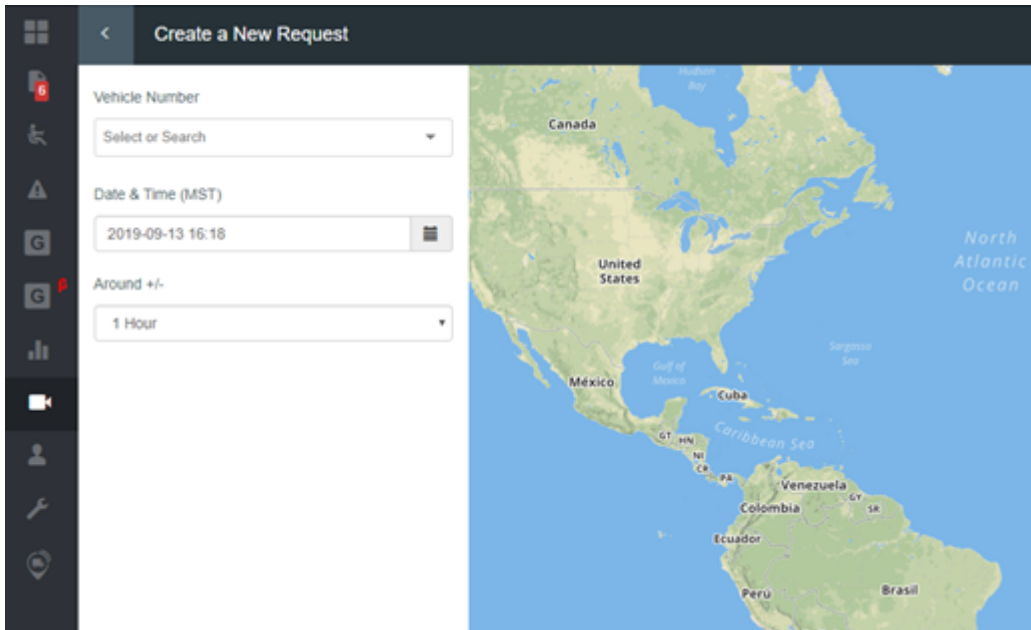 Create a New Request
6
G
G β
Vehicle Number
Select or Search
Date & Time (MST)
2019-09-13 16:18
Around +/-
1 Hour
Hudson
Bay
Canada
North
Atlantic
Ocean
United
States
Sargasso
Sea
Gulf of
Mexico
México
Cuba
Caribbean Sea
GT
HN
NI
CR
PA
Venezuela
GY
Colombia
SR
Ecuador
Perú
Brasil